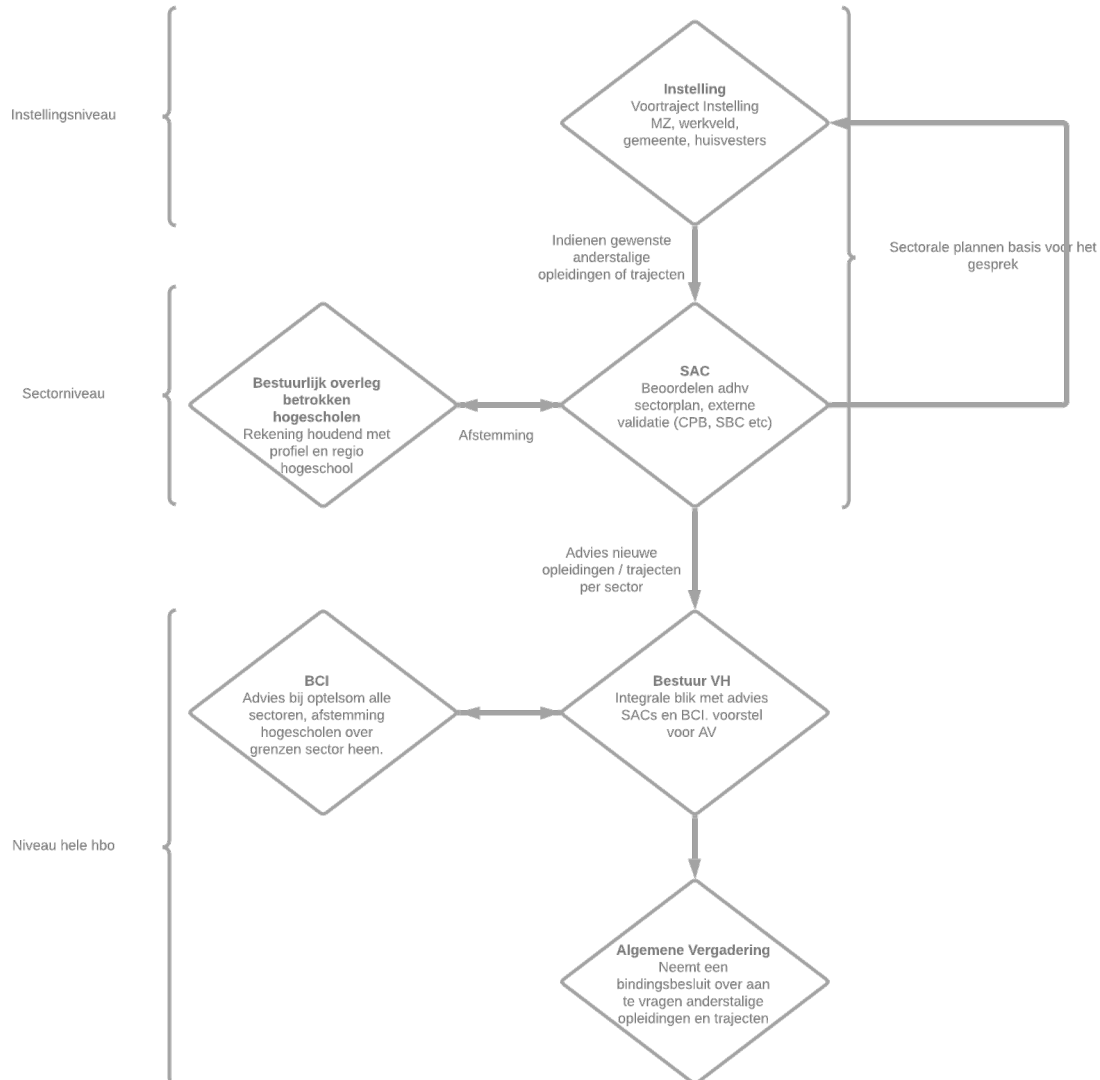 Instellingsniveau
Instelling
Voortraject Instelling
MZ, werkveld,
gemeente, huisvesters
Indienen gewenste
anderstalige
opleidingen of trajecten
Sectorale plannen basis voor het
gesprek
Sectorniveau
Bestuurlijk overleg
betrokken
hogescholen
Rekening houdend met
profiel en regio
hogeschool
Afstemming
SAC
Beoordelen adhv
sectorplan, externe
validatie (CPB, SBC etc)
Advies nieuwe
opleidingen / trajecten
per sector
Niveau hele hbo
BCI
Advies bij optelsom alle
sectoren, afstemming
hogescholen over
grenzen sector heen.
Bestuur VH
Integrale blik met advies
SACs en BCI. voorstel
voor AV
Algemene Vergadering
Neemt een
bindingsbesluit over aan
te vragen anderstalige
opleidingen en trajecten